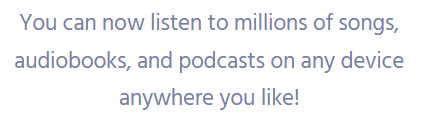 You can now listen to millions of songs,
audiobooks, and podcasts on any device
anywhere you like!